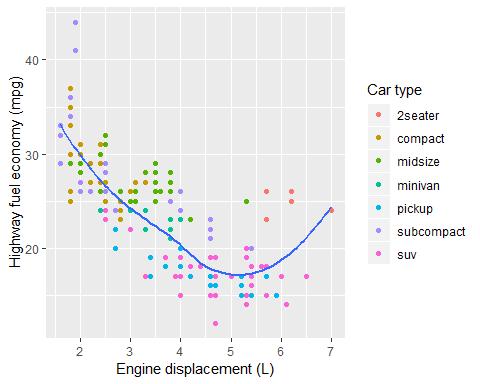 Highway fuel economy (mpg)
40
30
20
2
3
4
5
6
7
Engine displacement (L)
Car type
2seater
compact
midsize
minivan
pickup
subcompact
suv